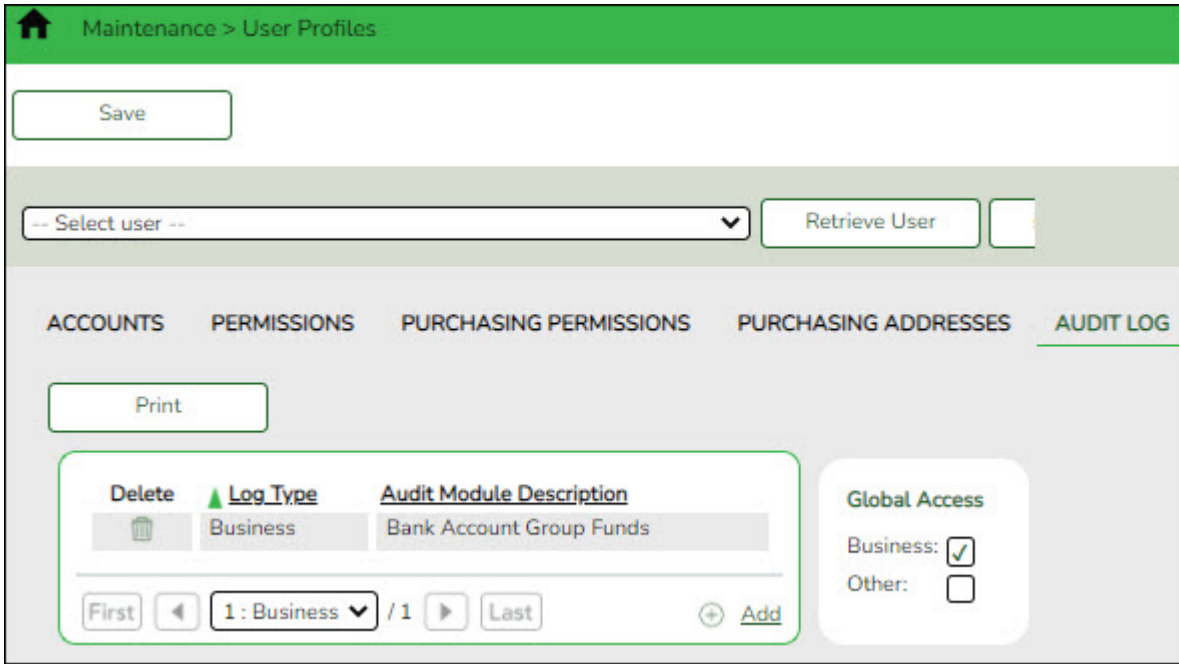 Maintenance > User Profiles
Save
-- Select user --
Retrieve User
ACCOUNTS PERMISSIONS PURCHASING PERMISSIONS PURCHASING ADDRESSES AUDIT LOG
Print
Delete Log Type Audit Module Description
Business Bank Account Group Funds
First 1 : Business / 1 Last Add
Global Access
Business:
Other: